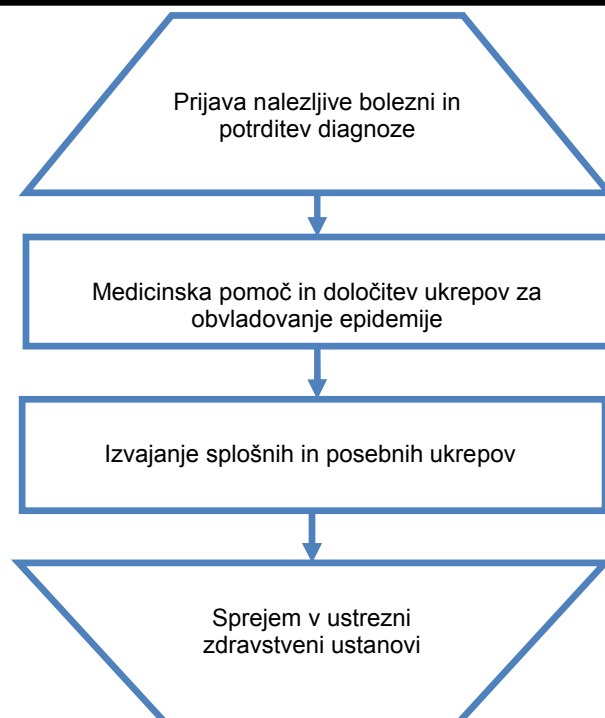 Prijava nalezljive bolezni in
potrditev diagnoze
Medicinska pomoč in določitev ukrepov za
obvladovanje epidemije
Izvajanje splošnih in posebnih ukrepov
Sprejem v ustrezni
zdravstveni ustanovi